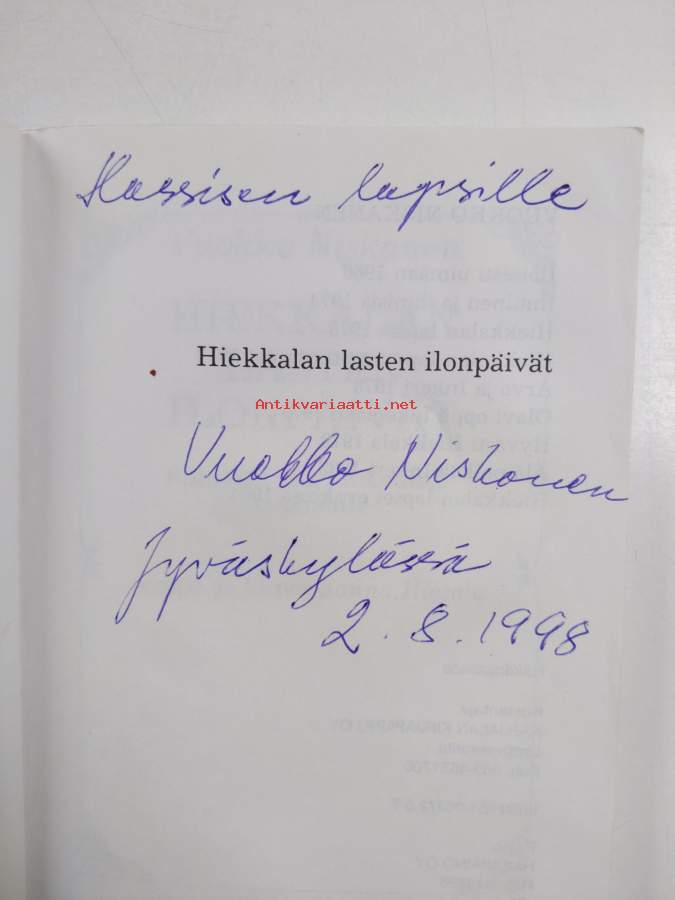 Hassisen lapsille
Hiekkalan lasten ilonpäivät
Antikvariaatti.net
Vuokko Niskanen
Jyväskylässä
2.8.1998